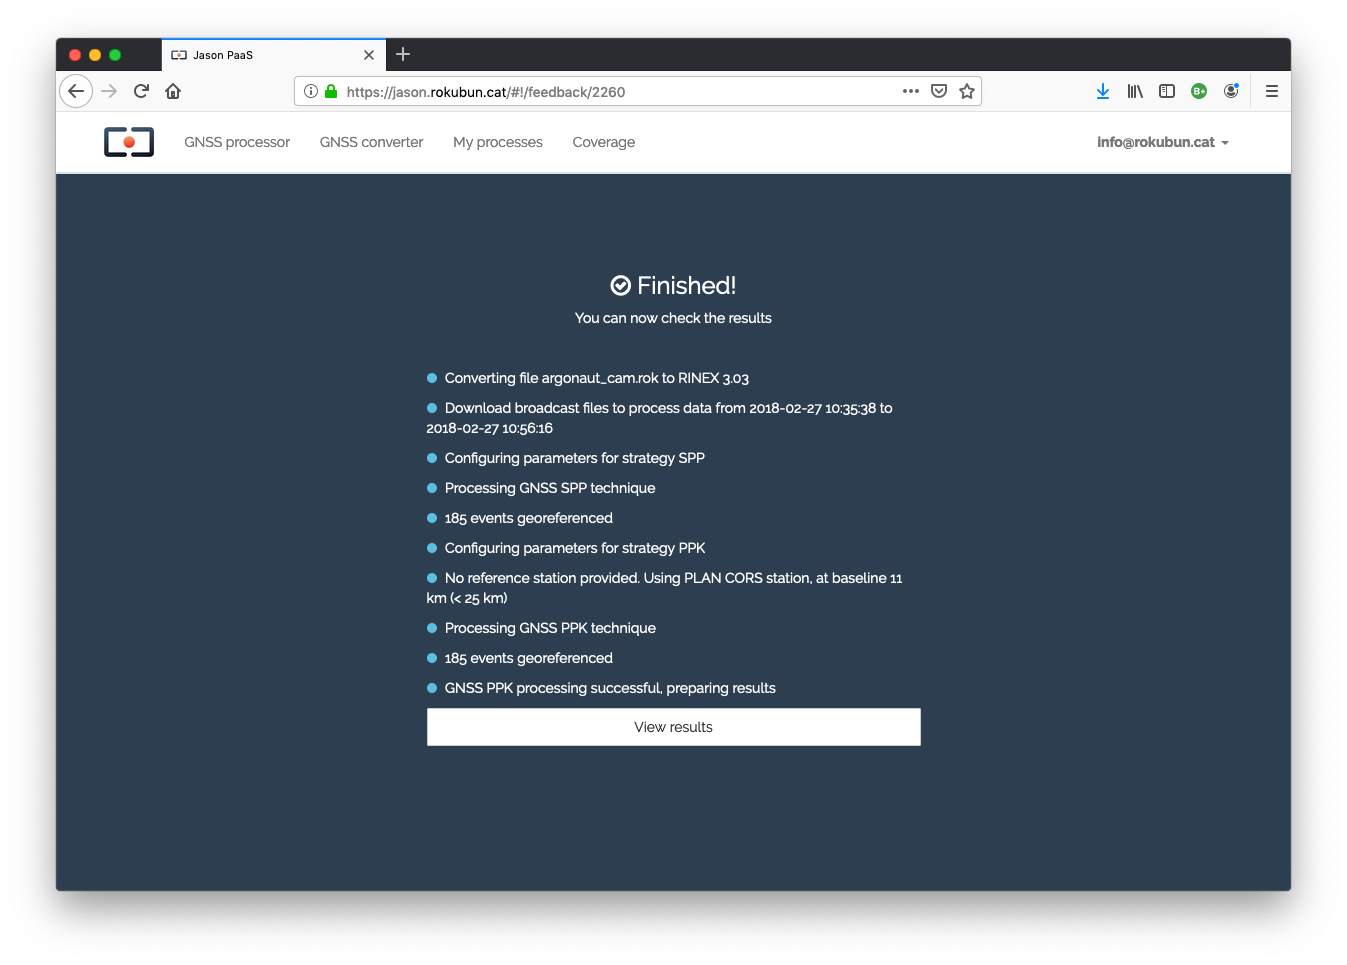 Jason PaaS
https://jason.rokubun.cat/#!/feedback/2260
B+
GNSS processor
GNSS converter
My processes
Coverage
info@rokubun.cat
Finished!
You can now check the results
Converting file argonaut_cam.rok to RINEX 3.03
Download broadcast files to process data from 2018-02-27 10:35:38 to
2018-02-27 10:56:16
Configuring parameters for strategy SPP
Processing GNSS SPP technique
185 events georeferenced
Configuring parameters for strategy PPK
No reference station provided. Using PLAN CORS station, at baseline 11
km (< 25 km)
Processing GNSS PPK technique
185 events georeferenced
GNSS PPK processing successful, preparing results
View results